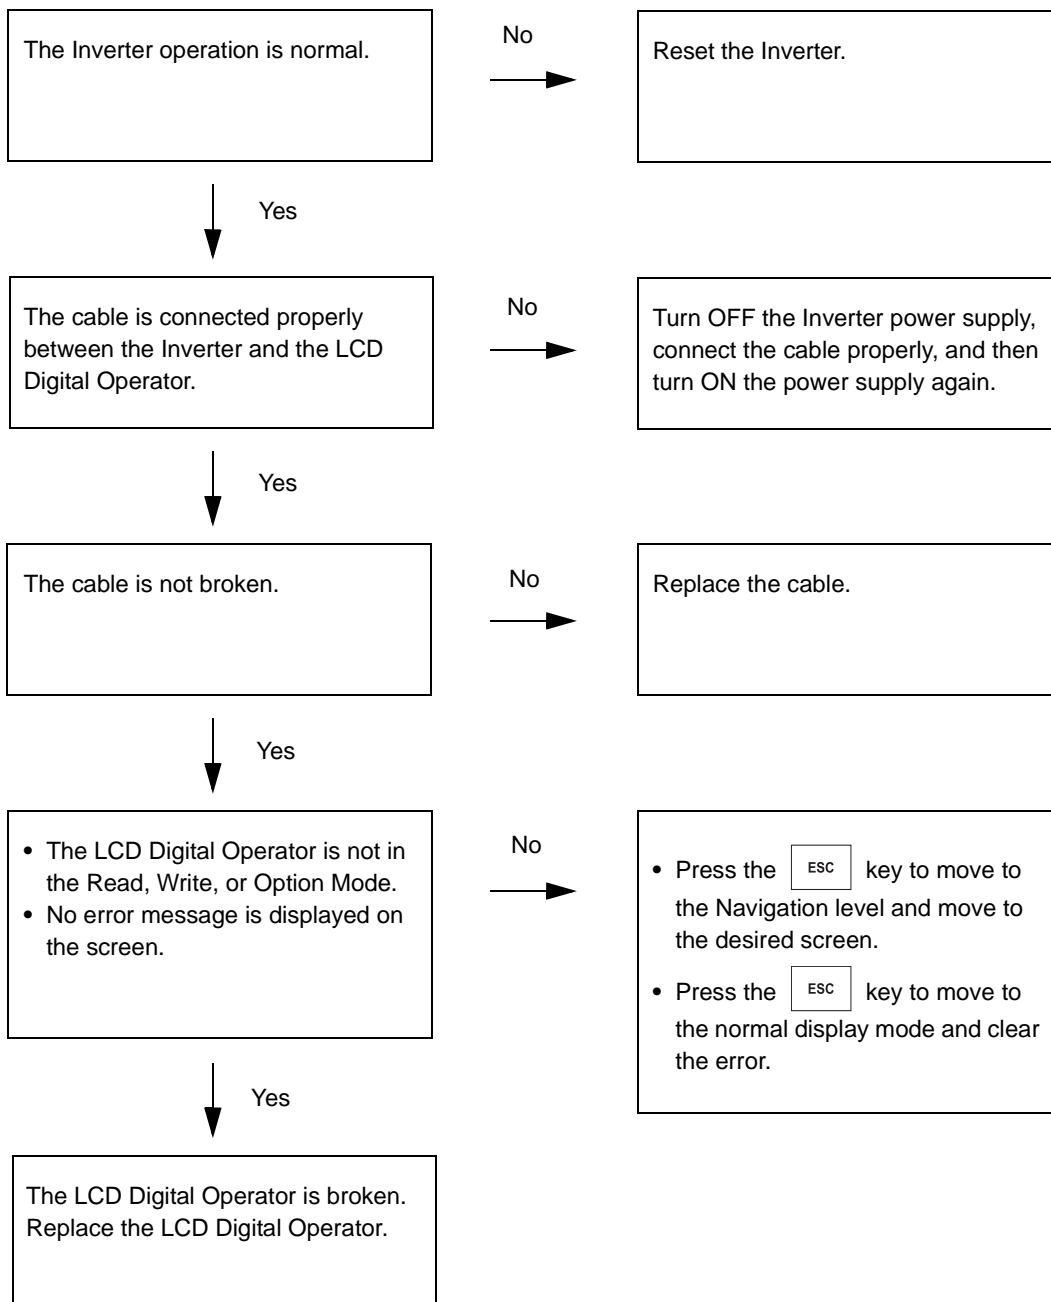 The Inverter operation is normal.
No
Reset the Inverter.
Yes
The cable is connected properly
between the Inverter and the LCD
Digital Operator.
No
Turn OFF the Inverter power supply,
connect the cable properly, and then
turn ON the power supply again.
Yes
The cable is not broken.
No
Replace the cable.
Yes
• The LCD Digital Operator is not in
the Read, Write, or Option Mode.
• No error message is displayed on
the screen.
No
• Press the ESC key to move to
the Navigation level and move to
the desired screen.
• Press the ESC key to move to
the normal display mode and clear
the error.
Yes
The LCD Digital Operator is broken.
Replace the LCD Digital Operator.